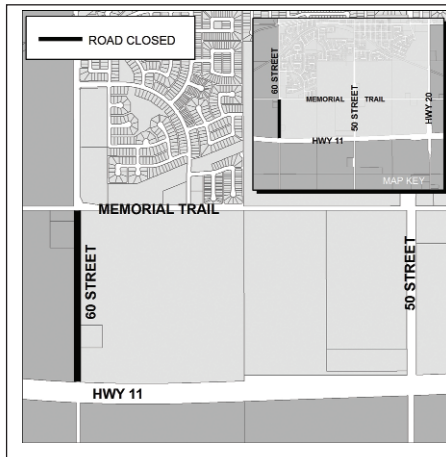 ROAD CLOSED
60 STREET
MEMORIAL TRAIL
50 STREET
HWY 20
HWY 11
MAP KEY
MEMORIAL TRAIL
60 STREET
50 STREET
HWY 11